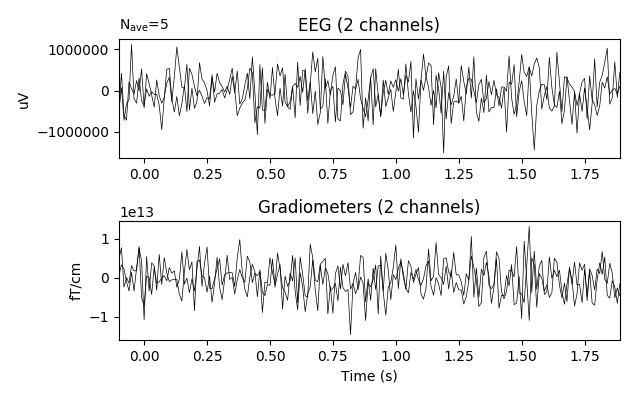 N_ave=5
EEG (2 channels)
1000000
0
−1000000
uV
0.00 0.25 0.50 0.75 1.00 1.25 1.50 1.75
1e13
Gradiometers (2 channels)
1
0
−1
fT/cm
0.00 0.25 0.50 0.75 1.00 1.25 1.50 1.75
Time (s)